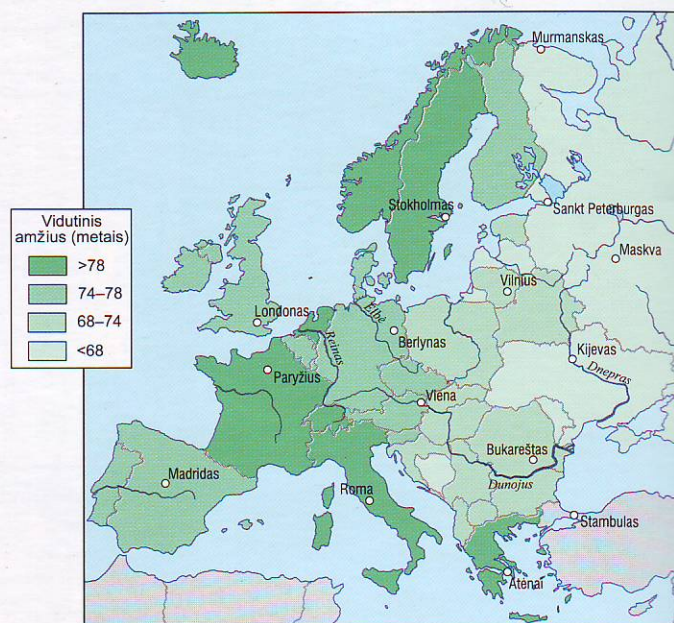 Vidutinis
amžius (metais)
>78
74–78
68–74
<68
Murmanskas
Stokholmas
Sankt Peterburgas
Maskva
Vilnius
Londonas
Elbė
Berlynas
Reinas
Kijevas
Dnepras
Paryžius
Viena
Bukareštas
Dunojus
Madridas
Roma
Stambulas
Atėnai